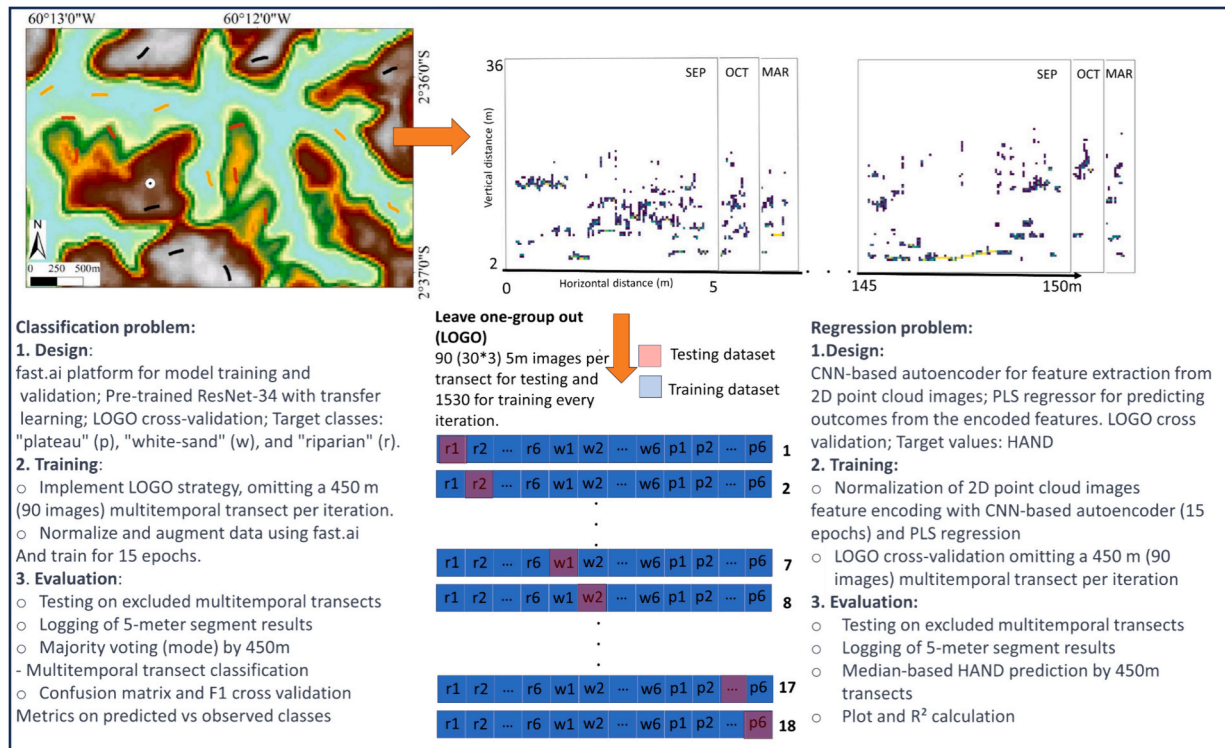 60°13'0"W
60°12'0"W
2°36'0"S
2°37'0"S
N
0 250 500m
36
Vertical distance (m)
2
SEP
OCT
MAR
0
Horizontal distance (m)
5
. . .
SEP
OCT
MAR
145
150m
Classification problem:
1. Design:
fast.ai platform for model training and
validation; Pre-trained ResNet-34 with transfer
learning; LOGO cross-validation; Target classes:
"plateau" (p), "white-sand" (w), and "riparian" (r).
2. Training:
○ Implement LOGO strategy, omitting a 450 m
(90 images) multitemporal transect per iteration.
○ Normalize and augment data using fast.ai
And train for 15 epochs.
3. Evaluation:
○ Testing on excluded multitemporal transects
○ Logging of 5-meter segment results
○ Majority voting (mode) by 450m
- Multitemporal transect classification
○ Confusion matrix and F1 cross validation
Metrics on predicted vs observed classes
Leave one-group out
(LOGO)
90 (30*3) 5m images per
transect for testing and
1530 for training every
iteration.
Testing dataset
Training dataset
r1 r2 ... r6 w1 w2 ... w6 p1 p2 ... p6 1
r1 r2 ... r6 w1 w2 ... w6 p1 p2 ... p6 2
r1 r2 ... r6 w1 w2 ... w6 p1 p2 ... p6 7
r1 r2 ... r6 w1 w2 ... w6 p1 p2 ... p6 8
r1 r2 ... r6 w1 w2 ... w6 p1 p2 ... p6 17
r1 r2 ... r6 w1 w2 ... w6 p1 p2 ... p6 18
Regression problem:
1.Design:
CNN-based autoencoder for feature extraction from
2D point cloud images; PLS regressor for predicting
outcomes from the encoded features. LOGO cross
validation; Target values: HAND
2. Training:
○ Normalization of 2D point cloud images
feature encoding with CNN-based autoencoder (15
epochs) and PLS regression
○ LOGO cross-validation omitting a 450 m (90
images) multitemporal transect per iteration
3. Evaluation:
○ Testing on excluded multitemporal transects
○ Logging of 5-meter segment results
○ Median-based HAND prediction by 450m
transects
○ Plot and R² calculation